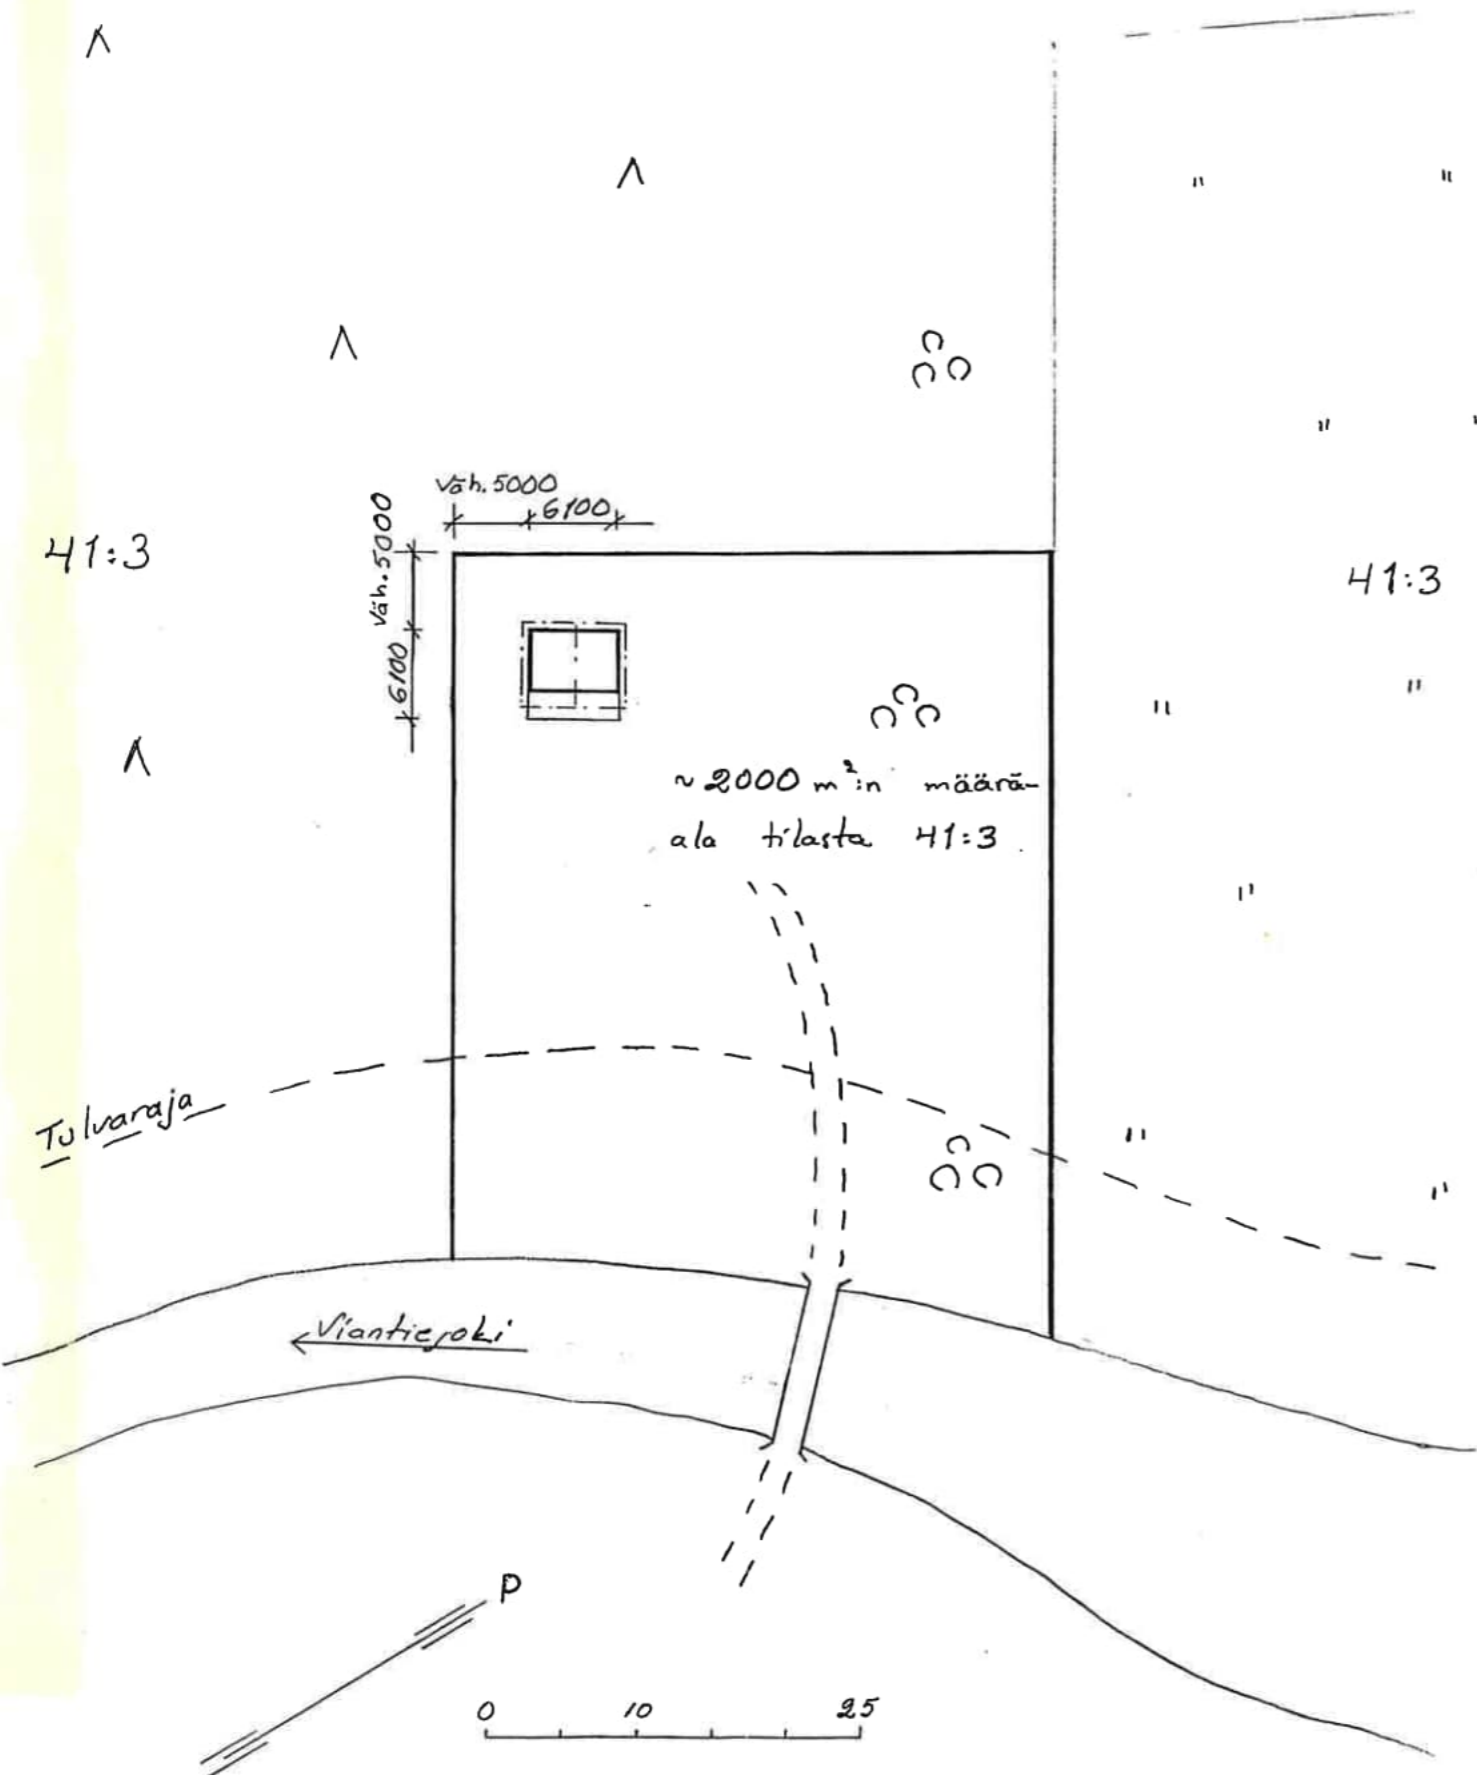 Väh. 5000
6100
Väh. 5000
6100
41:3
41:3
~2000 m²:n määrä-
ala tilasta 41:3
Tulvaraja
Viantiejoki
P
0 10 25